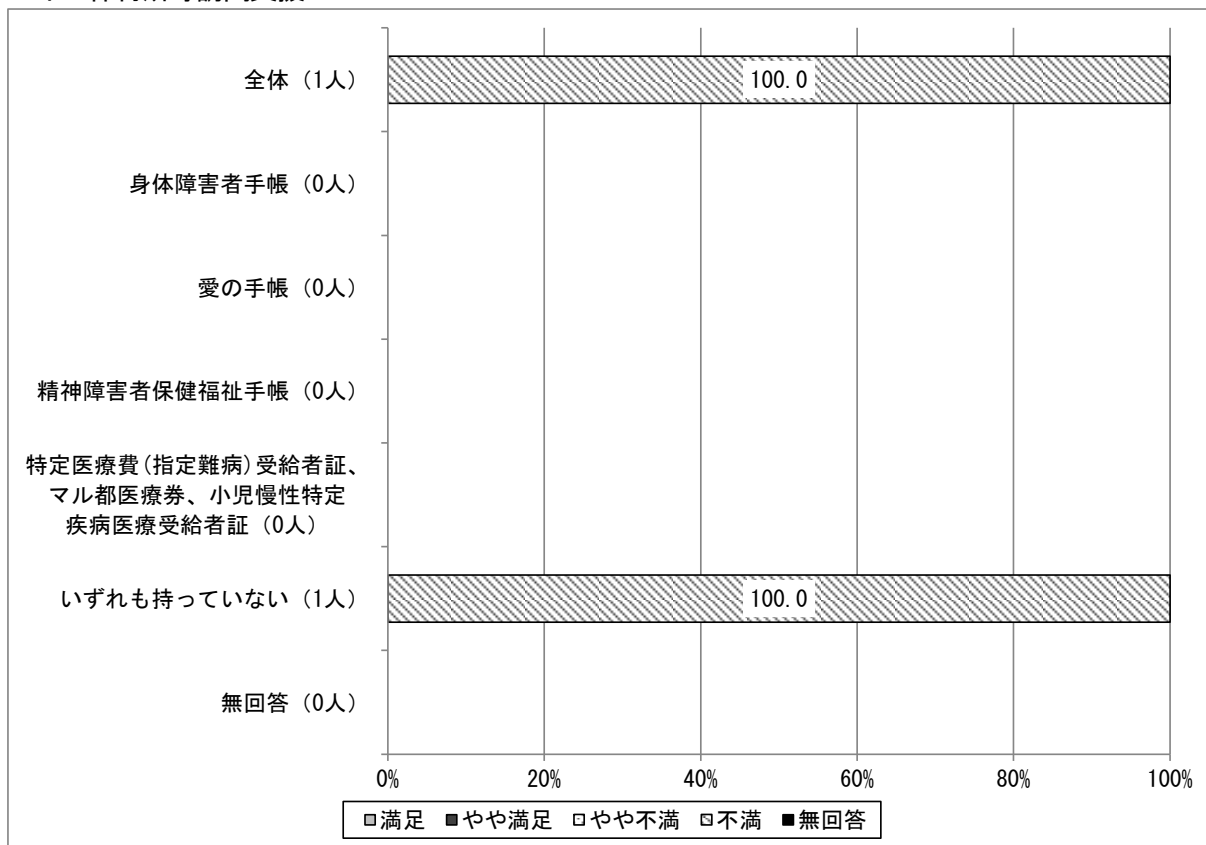 全体（1人）
100.0
身体障害者手帳（0人）
愛の手帳（0人）
精神障害者保健福祉手帳（0人）
特定医療費(指定難病)受給者証、
マル都医療券、小児慢性特定
疾病医療受給者証（0人）
いずれも持っていない（1人）
100.0
無回答（0人）
0% 20% 40% 60% 80% 100%
満足 やや満足 やや不満 不満 無回答